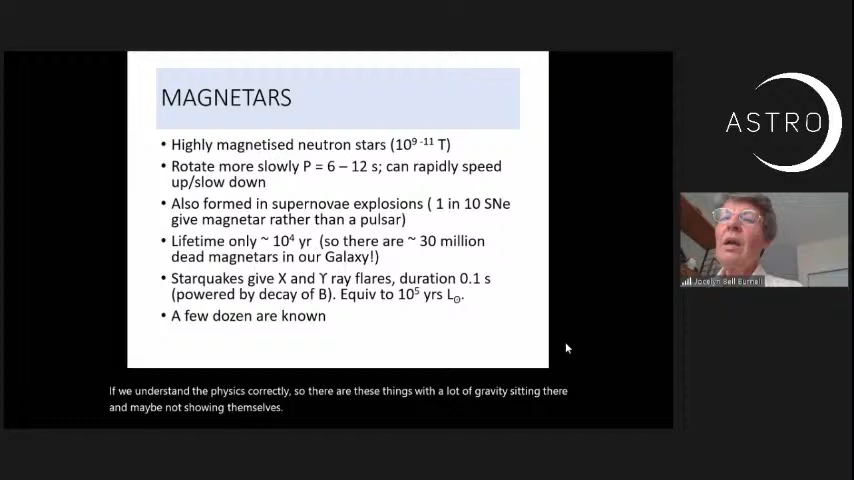 MAGNETARS
• Highly magnetised neutron stars (10⁹⁻¹¹ T)
• Rotate more slowly P = 6 – 12 s; can rapidly speed
up/slow down
• Also formed in supernovae explosions ( 1 in 10 SNe
give magnetar rather than a pulsar)
• Lifetime only ~ 10⁴ yr (so there are ~ 30 million
dead magnetars in our Galaxy!)
• Starquakes give X and ϒ ray flares, duration 0.1 s
(powered by decay of B). Equiv to 10⁵ yrs L☉.
• A few dozen are known
If we understand the physics correctly, so there are these things with a lot of gravity sitting there
and maybe not showing themselves.
ASTRO
Jocelyn Bell Burnell